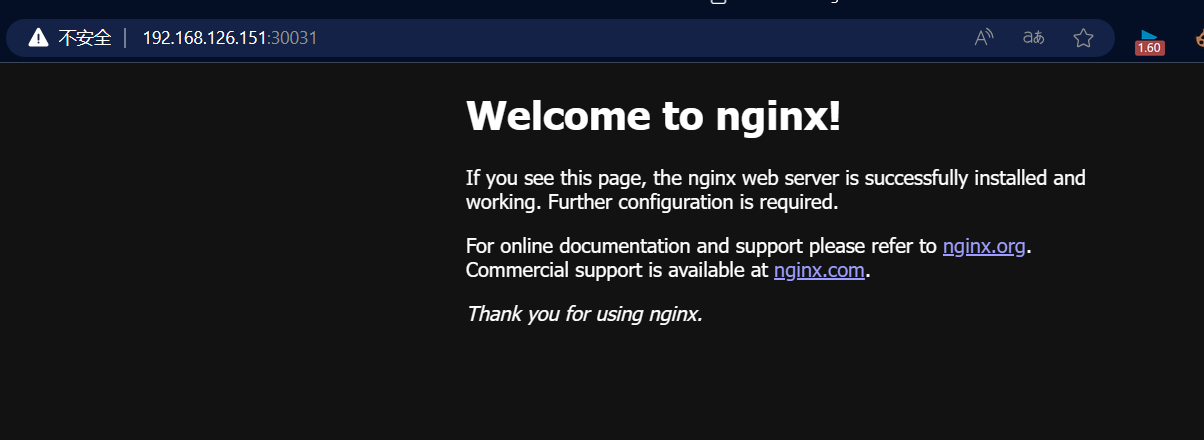 不安全 | 192.168.126.151:30031
aあ
1.60
Welcome to nginx!
If you see this page, the nginx web server is successfully installed and
working. Further configuration is required.
For online documentation and support please refer to nginx.org.
Commercial support is available at nginx.com.
Thank you for using nginx.